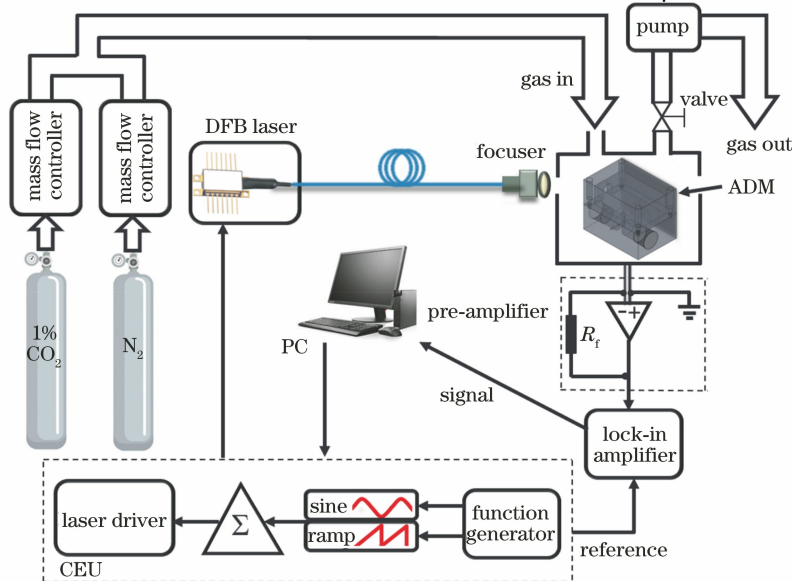 pump
gas in
valve
gas out
mass flow
controller
mass flow
controller
DFB laser
focuser
ADM
1%
CO₂
N₂
PC
pre-amplifier
-+
R_f
signal
lock-in
amplifier
laser driver
Σ
sine
ramp
function
generator
reference
CEU